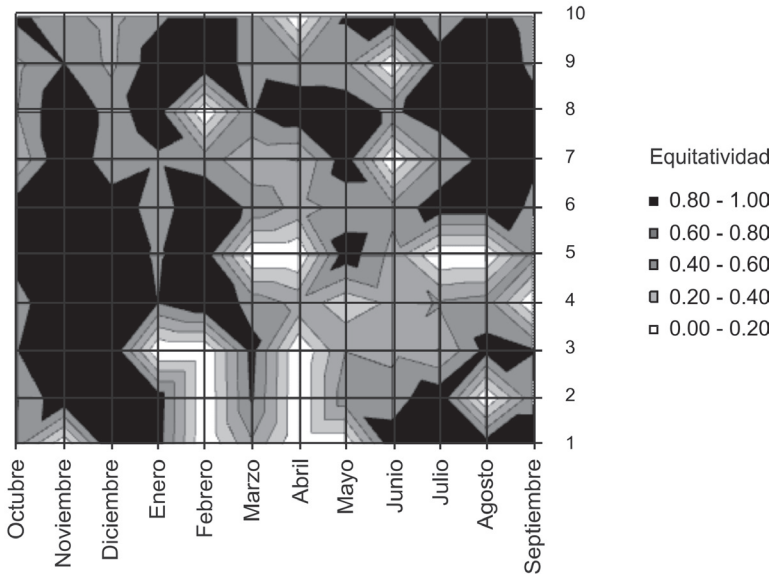 10
9
8
7
6
5
4
3
2
1
Octubre
Noviembre
Diciembre
Enero
Febrero
Marzo
Abril
Mayo
Junio
Julio
Agosto
Septiembre
Equitatividad
0.80 - 1.00
0.60 - 0.80
0.40 - 0.60
0.20 - 0.40
0.00 - 0.20